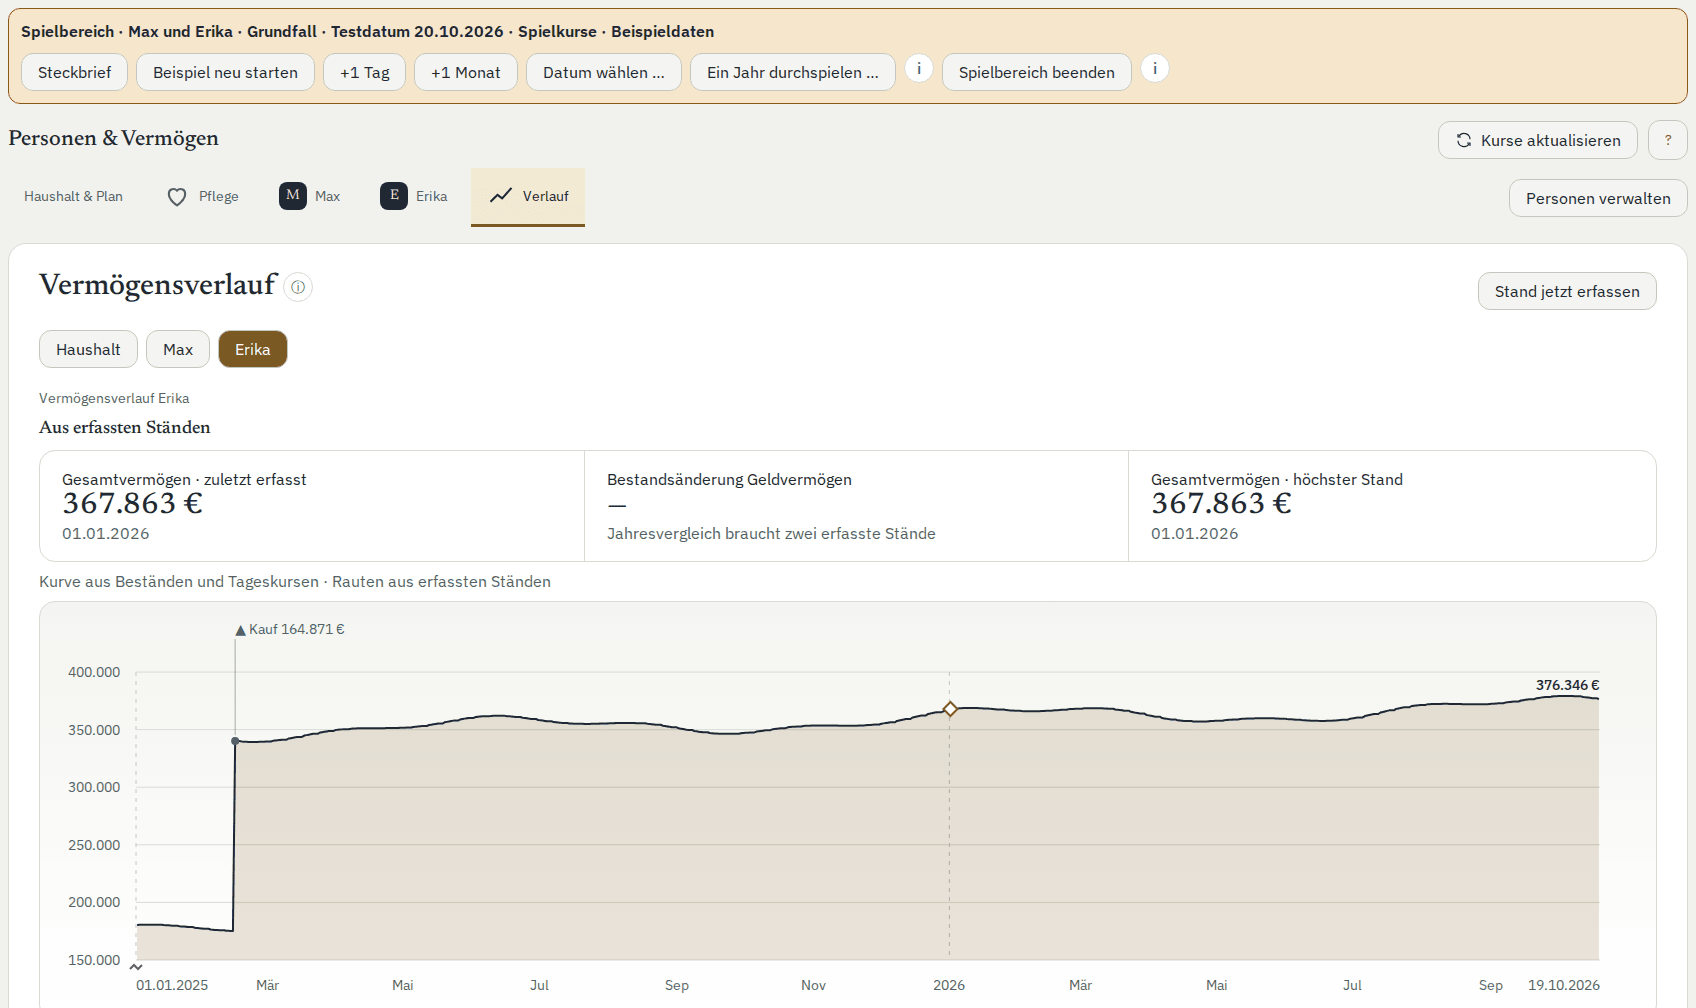 Spielbereich · Max und Erika · Grundfall · Testdatum 20.10.2026 · Spielkurse · Beispieldaten
Steckbrief
Beispiel neu starten
+1 Tag
+1 Monat
Datum wählen ...
Ein Jahr durchspielen ...
i
Spielbereich beenden
i
Personen & Vermögen
Kurse aktualisieren
?
Haushalt & Plan
Pflege
M Max
E Erika
Verlauf
Personen verwalten
Vermögensverlauf
Stand jetzt erfassen
Haushalt
Max
Erika
Vermögensverlauf Erika
Aus erfassten Ständen
Gesamtvermögen · zuletzt erfasst
367.863 €
01.01.2026
Bestandsänderung Geldvermögen
—
Jahresvergleich braucht zwei erfasste Stände
Gesamtvermögen · höchster Stand
367.863 €
01.01.2026
Kurve aus Beständen und Tageskursen · Rauten aus erfassten Ständen
▲ Kauf 164.871 €
400.000
376.346 €
350.000
300.000
250.000
200.000
150.000
01.01.2025
Mär
Mai
Jul
Sep
Nov
2026
Mär
Mai
Jul
Sep
19.10.2026